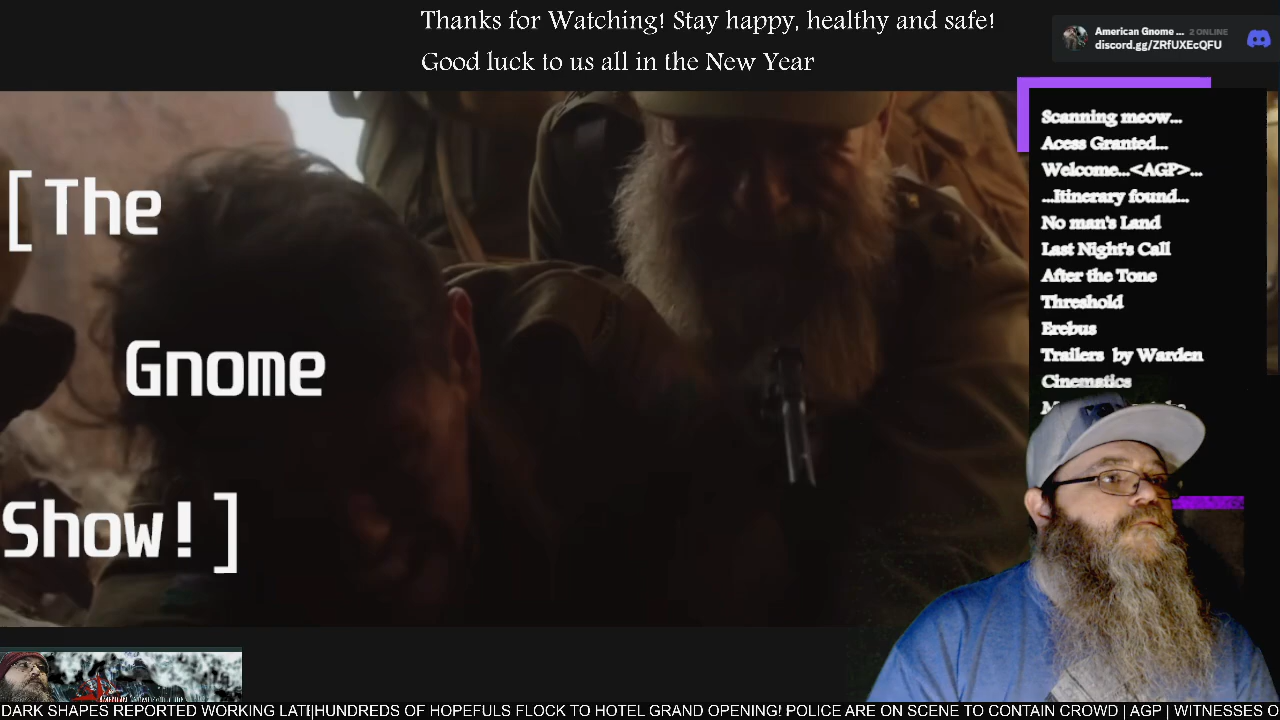 Thanks for Watching! Stay happy, healthy and safe!
Good luck to us all in the New Year
American Gnome ... 2 ONLINE
discord.gg/ZRfUXEcQFU
[The
Gnome
Show!]
Scanning meow...
Acess Granted...
Welcome...<AGP>...
...Itinerary found...
No man's Land
Last Night's Call
After the Tone
Threshold
Erebus
Trailers by Warden
Cinematics
DARK SHAPES REPORTED WORKING LATE|HUNDREDS OF HOPEFULS FLOCK TO HOTEL GRAND OPENING! POLICE ARE ON SCENE TO CONTAIN CROWD | AGP | WITNESSES O